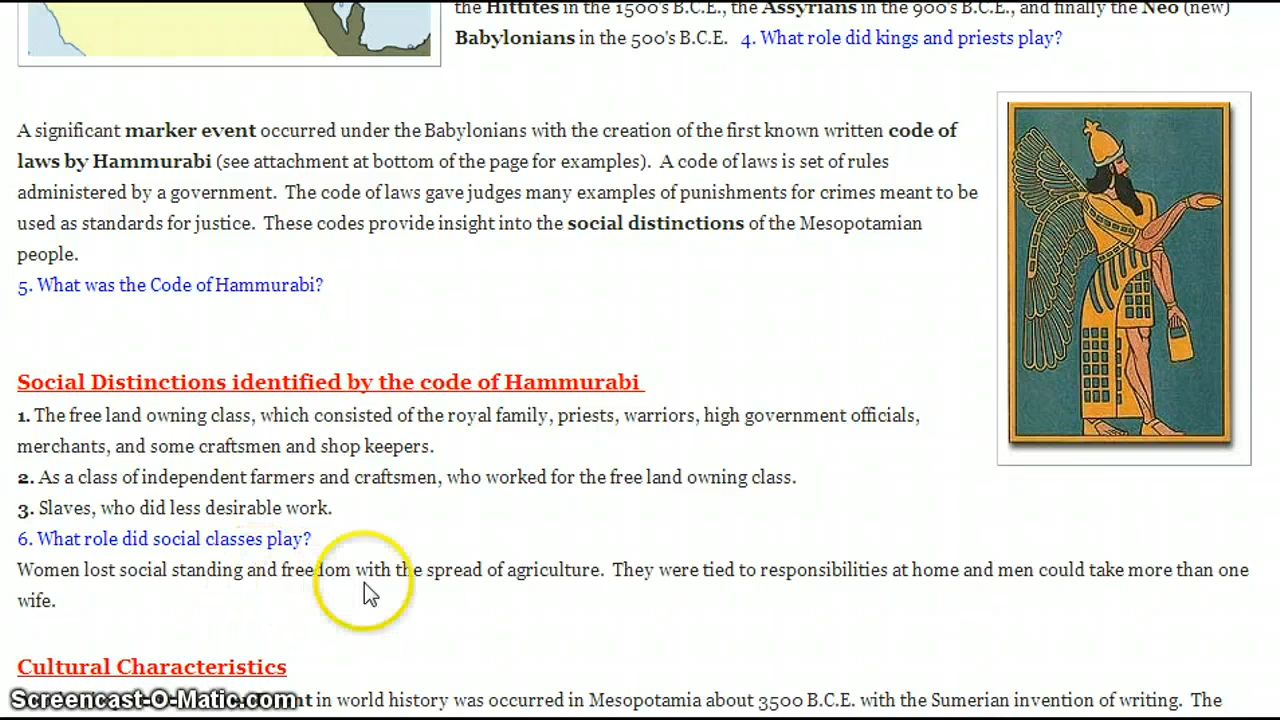 the Hittites in the 1500's B.C.E., the Assyrians in the 900's B.C.E., and finally the Neo (new)
Babylonians in the 500's B.C.E. 4. What role did kings and priests play?
A significant marker event occurred under the Babylonians with the creation of the first known written code of
laws by Hammurabi (see attachment at bottom of the page for examples). A code of laws is set of rules
administered by a government. The code of laws gave judges many examples of punishments for crimes meant to be
used as standards for justice. These codes provide insight into the social distinctions of the Mesopotamian
people.
5. What was the Code of Hammurabi?
Social Distinctions identified by the code of Hammurabi
1. The free land owning class, which consisted of the royal family, priests, warriors, high government officials,
merchants, and some craftsmen and shop keepers.
2. As a class of independent farmers and craftsmen, who worked for the free land owning class.
3. Slaves, who did less desirable work.
6. What role did social classes play?
Women lost social standing and freedom with the spread of agriculture. They were tied to responsibilities at home and men could take more than one
wife.
Cultural Characteristics
in world history was occurred in Mesopotamia about 3500 B.C.E. with the Sumerian invention of writing. The
Screencast-O-Matic.com